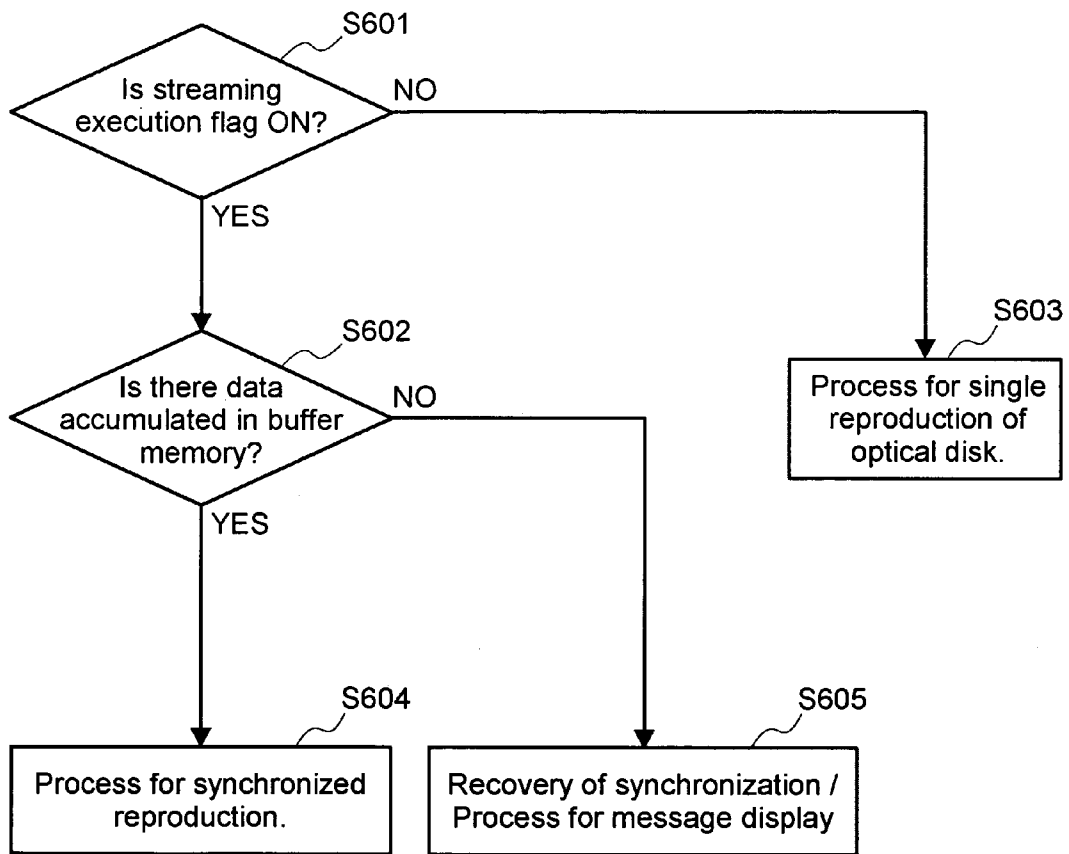 S601
Is streaming
execution flag ON?
NO
YES
S602
S603
Is there data
accumulated in buffer
memory?
NO
Process for single
reproduction of
optical disk.
YES
S604
S605
Process for synchronized
reproduction.
Recovery of synchronization /
Process for message display